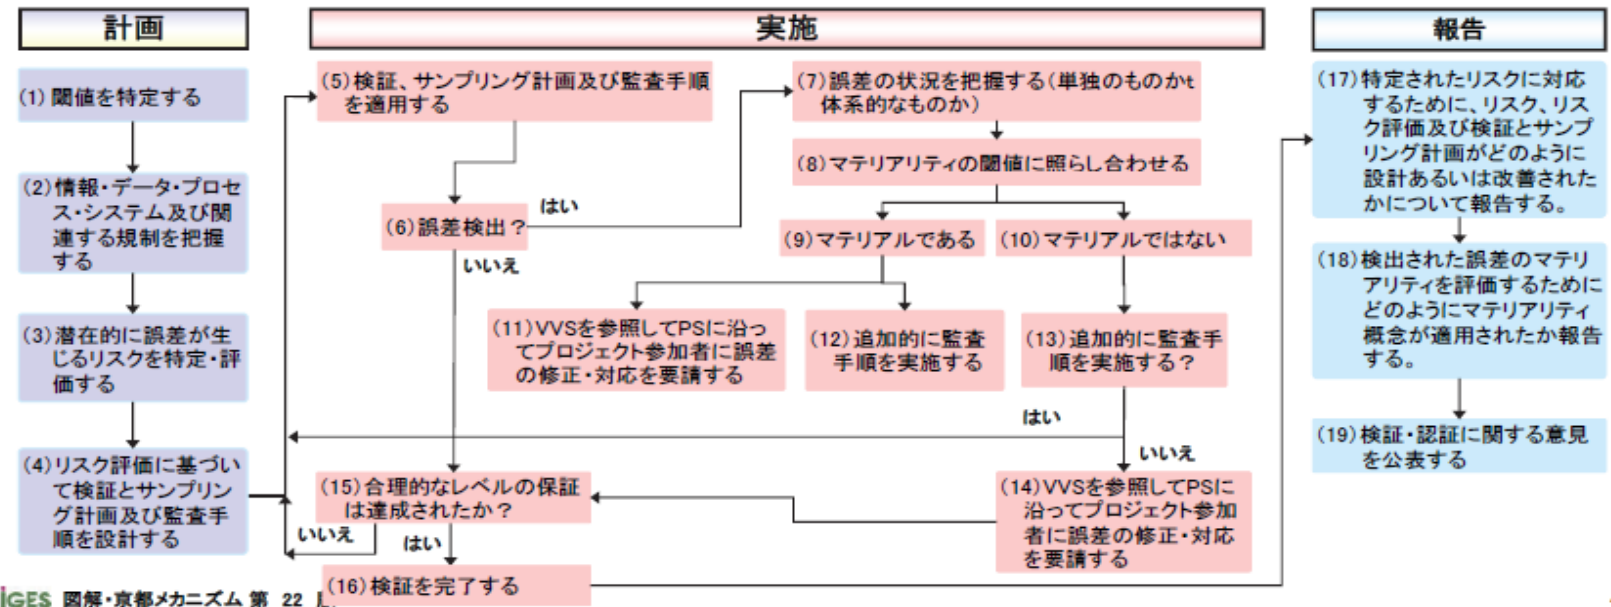 計画
(1) 閾値を特定する
(2)情報・データ・プロセ
ス・システム及び関
連する規制を把握
する
(3)潜在的に誤差が生
じるリスクを特定・評
価する
(4)リスク評価に基づい
て検証とサンプリン
グ計画及び監査手
順を設計する
実施
(5)検証、サンプリング計画及び監査手順
を適用する
(6)誤差検出？
はい
いいえ
(7)誤差の状況を把握する(単独のものかt
体系的なものか)
(8)マテリアリティの閾値に照らし合わせる
(9)マテリアルである
(10)マテリアルではない
(11)VVSを参照してPSに沿っ
てプロジェクト参加者に誤差
の修正・対応を要請する
(12)追加的に監査
手順を実施する
(13)追加的に監査手
順を実施する？
はい
いいえ
(14)VVSを参照してPSに
沿ってプロジェクト参加
者に誤差の修正・対応
を要請する
(15)合理的なレベルの保証
は達成されたか？
いいえ
はい
(16)検証を完了する
報告
(17)特定されたリスクに対応
するために、リスク、リス
ク評価及び検証とサンプ
リング計画がどのように
設計あるいは改善された
かについて報告する。
(18)検出された誤差のマテリ
アリティを評価するために
どのようにマテリアリティ
概念が適用されたか報告
する。
(19)検証・認証に関する意見
を公表する
IGES 図解・京都メカニズム 第 22